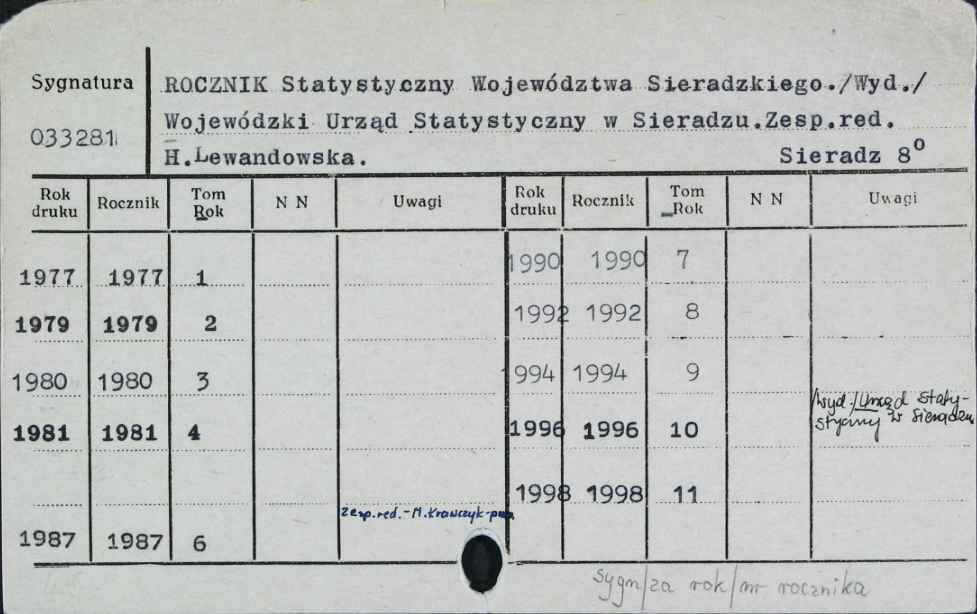 Sygnatura
033281
ROCZNIK Statystyczny Województwa Sieradzkiego./Wyd./
Wojewódzki Urząd Statystyczny w Sieradzu.Zesp.red.
H.Lewandowska. Sieradz 8°
Rok druku Rocznik Tom Rok N N Uwagi
1977 1977 1
1979 1979 2
1980 1980 3
1981 1981 4
Zesp.red.-M.Krawczyk-
1987 1987 6
Rok druku Rocznik Tom Rok N N Uwagi
1990 1990 7
1992 1992 8
1994 1994 9
/Wyd./Urząd Staty-
styczny w Sieradzu
1996 1996 10
1998 1998 11
sygn/za rok/nr rocznika